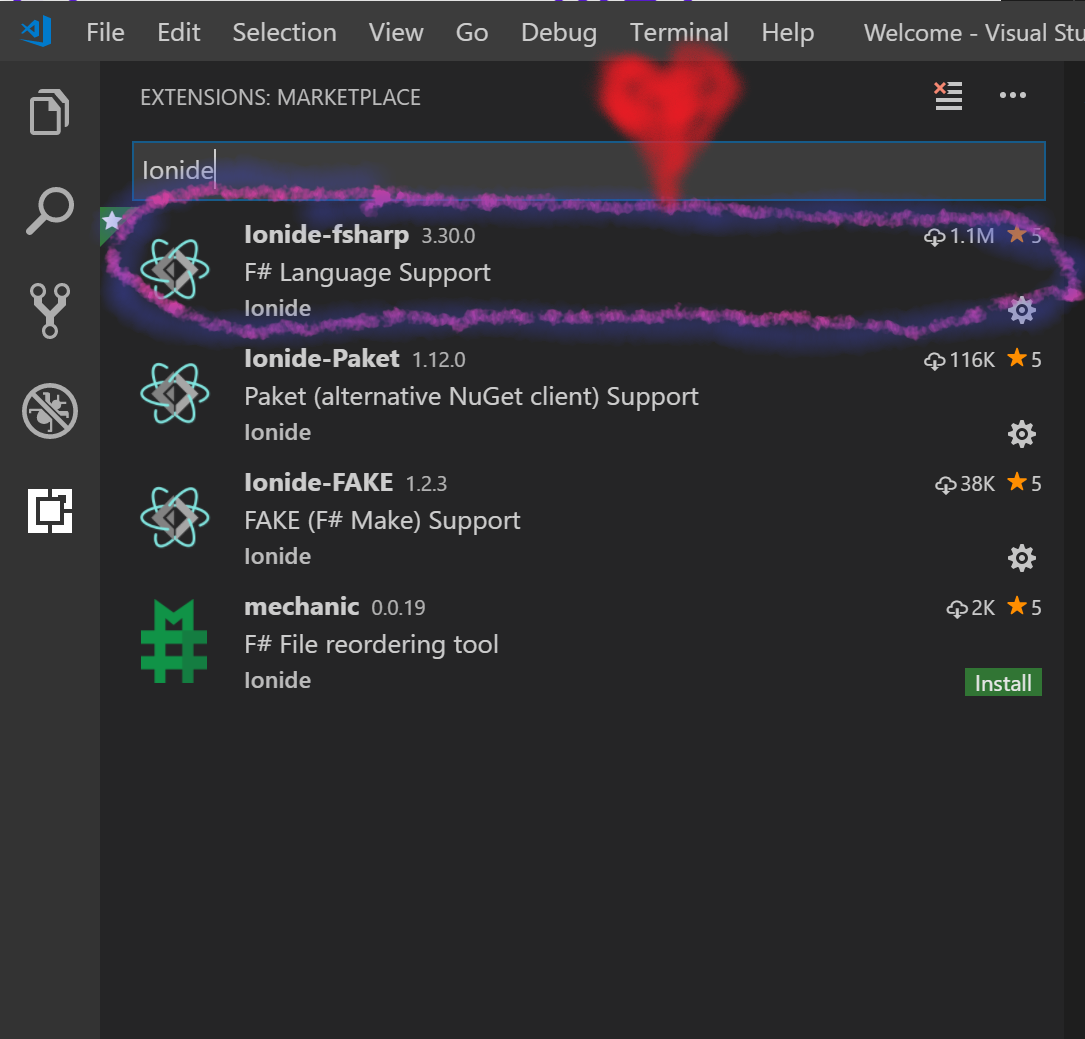 File Edit Selection View Go Debug Terminal Help Welcome - Visual Stu
EXTENSIONS: MARKETPLACE
Ionide
Ionide-fsharp 3.30.0 1.1M 5
F# Language Support
Ionide
Ionide-Paket 1.12.0 116K 5
Paket (alternative NuGet client) Support
Ionide
Ionide-FAKE 1.2.3 38K 5
FAKE (F# Make) Support
Ionide
mechanic 0.0.19 2K 5
F# File reordering tool
Ionide Install